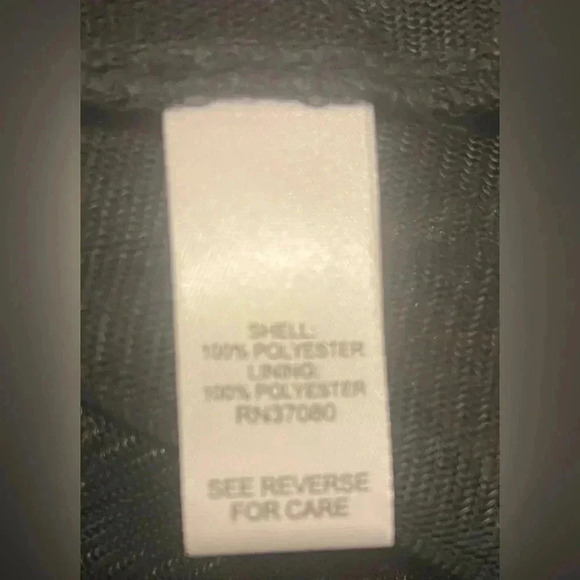 SHELL:
100% POLYESTER
LINING:
100% POLYESTER
RN37080
SEE REVERSE
FOR CARE